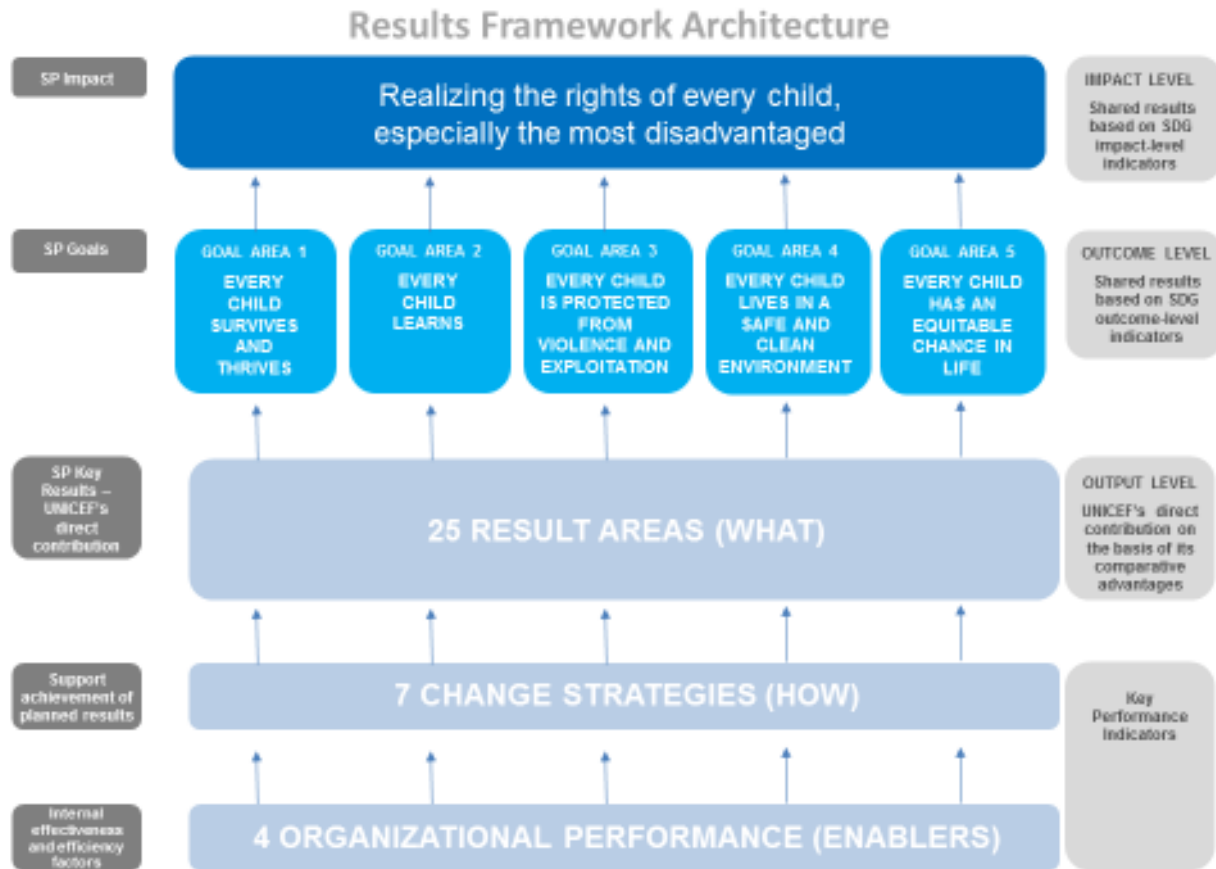 Results Framework Architecture
SP Impact
Realizing the rights of every child,
especially the most disadvantaged
IMPACT LEVEL
Shared results
based on SDG
impact-level
indicators
SP Goals
GOAL AREA 1
EVERY
CHILD
SURVIVES
AND
THRIVES
GOAL AREA 2
EVERY
CHILD
LEARNS
GOAL AREA 3
EVERY CHILD
IS PROTECTED
FROM
VIOLENCE AND
EXPLOITATION
GOAL AREA 4
EVERY CHILD
LIVES IN A
SAFE AND
CLEAN
ENVIRONMENT
GOAL AREA 5
EVERY CHILD
HAS AN
EQUITABLE
CHANCE IN
LIFE
OUTCOME LEVEL
Shared results
based on SDG
outcome-level
indicators
SP Key
Results –
UNICEF's
direct
contribution
25 RESULT AREAS (WHAT)
OUTPUT LEVEL
UNICEF's direct
contribution on
the basis of its
comparative
advantages
Support
achievement of
planned results
7 CHANGE STRATEGIES (HOW)
Key
Performance
Indicators
Internal
effectiveness
and efficiency
factors
4 ORGANIZATIONAL PERFORMANCE (ENABLERS)